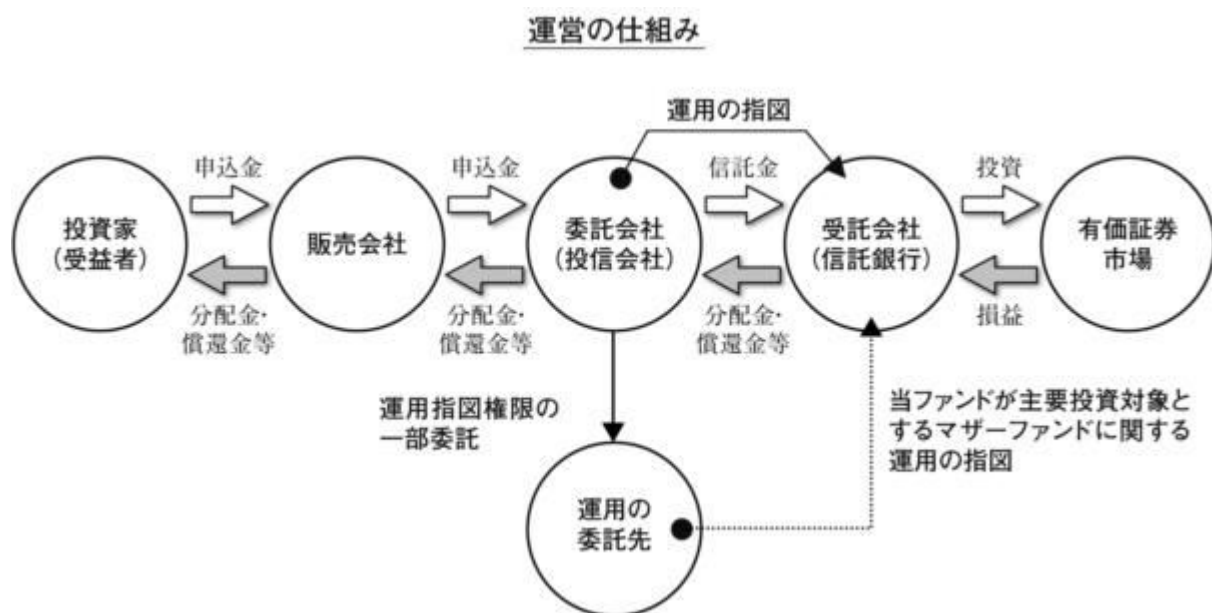 運営の仕組み
運用の指図
申込金
申込金
信託金
投資
投資家
（受益者）
販売会社
委託会社
（投信会社）
受託会社
（信託銀行）
有価証券
市場
分配金・
償還金等
分配金・
償還金等
分配金・
償還金等
損益
運用指図権限の
一部委託
当ファンドが主要投資対象と
するマザーファンドに関する
運用の指図
運用の
委託先